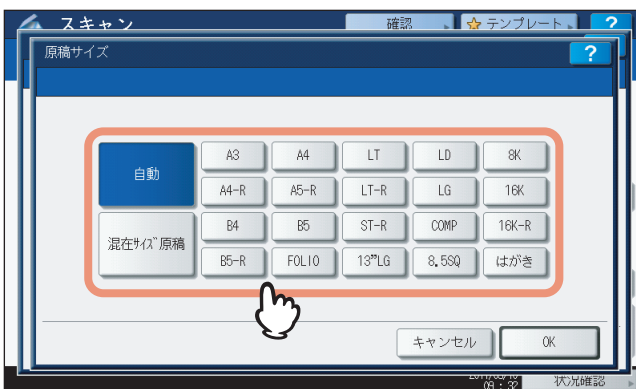 スキャン
確認
テンプレート
?
原稿サイズ
?
自動
A3
A4
LT
LD
8K
A4-R
A5-R
LT-R
LG
16K
混在サイズ原稿
B4
B5
ST-R
COMP
16K-R
B5-R
FOLIO
13"LG
8.5SQ
はがき
キャンセル
OK
09:32
状況確認